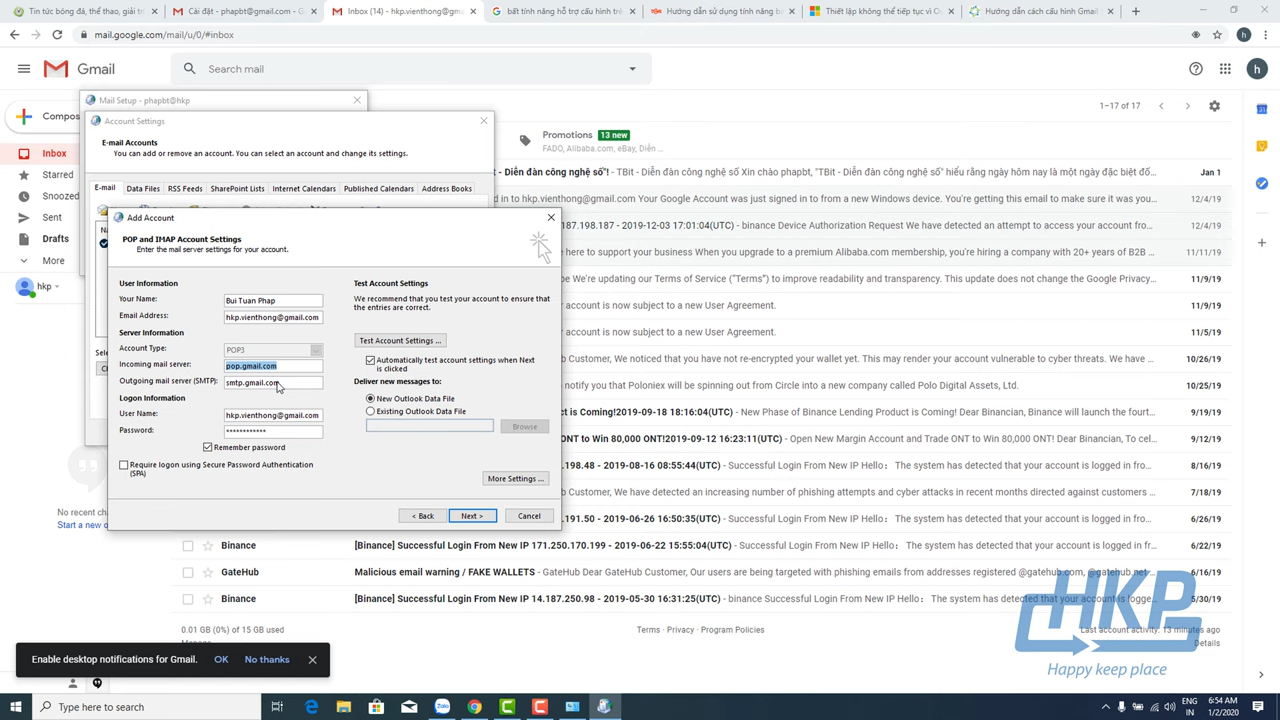 Tin tức bóng đá, thể thao, giải trí
Cài đặt - phapbt@gmail.com - G
Inbox (14) - hkp.vienthong@gma
bất tính năng hỗ trợ cấu hình trê
Hướng dẫn sử dụng tính năng b
Thiết lập không thể tiếp tục vì O
Hướng dẫn cách cấu hình Gmail
mail.google.com/mail/u/0/#inbox
h
Gmail
Search mail
h
Compos
Inbox
Starred
Snoozed
Sent
Drafts
More
hkp
No recent ch
Start a new o
1–17 of 17
Promotions 13 new
FADO, Alibaba.com, eBay, Diễn …
- Diễn đàn công nghệ số"! - TBit - Diễn đàn công nghệ số Xin chào phapbt, "TBit - Diễn đàn công nghệ số" hiểu rằng ngày hôm nay là một ngày đặc biệt…
Jan 1
d in to hkp.vienthong@gmail.com Your Google Account was just signed in to from a new Windows device. You're getting this email to make sure it was you…
12/4/19
187.198.187 - 2019-12-03 17:01:04(UTC) - binance Device Authorization Request We recently detected an attempt to access your account fro…
12/4/19
here to support your business When you upgrade to a premium Alibaba.com membership, you're hiring a company with 20+ years of B2B …
11/11/19
We're updating our Terms of Service ("Terms") to improve readability and transparency. This update does not change the Google Privacy…
11/9/19
account is now subject to a new User Agreement.
11/9/19
account is now subject to a new User Agreement.
11/9/19
Customer, We noticed that you have not re-encrypted your wallet yet. This may render your account vulnerable to cyber threats. We have…
10/26/19
notify you that Poloniex will be spinning out from Circle into a new company called Polo Digital Assets, Ltd.
10/19/19
oduct is Coming!2019-09-18 18:16:04(UTC) - New Phase of Binance Lending Product is Coming! Dear Binancian, Binance will launch the fourt…
9/18/19
ONT to Win 80,000 ONT!2019-09-12 16:23:11(UTC) - Open New Margin Account and Trade ONT to Win 80,000 ONT! Dear Binancian, To cel…
9/12/19
.198.48 - 2019-08-16 08:55:44(UTC) - Successful Login From New IP Hello： The system has detected that your account is logged in fr…
8/16/19
We have detected an increasing number of phishing attempts and cyber attacks in recent months directed against custom…
7/18/19
.191.50 - 2019-06-26 16:50:35(UTC) - Successful Login From New IP Hello： The system has detected that your account is logged in fr…
6/26/19
Binance
[Binance] Successful Login From New IP 171.250.170.199 - 2019-06-22 15:55:04(UTC) - Successful Login From New IP Hello： The system has detected that your account is logged in f…
6/22/19
GateHub
Malicious email warning / FAKE WALLETS - GateHub Dear GateHub Customer, Our users are being targeted with phishing emails from addresses registered @gatehub.net…
6/16/19
Binance
[Binance] Successful Login From New IP 14.187.250.98 - 2019-05-30 16:31:25(UTC) - binance Successful Login From New IP Hello： The system has detected that your account is logged…
5/30/19
0.01 GB (0%) of 15 GB used
Manage
Terms - Privacy - Program Policies
Last account activity: 13 minutes ago
Details
Mail Setup - phapbt@hkp
Account Settings
E-mail Accounts
You can add or remove an account. You can select an account and change its settings.
E-mail
Data Files
RSS Feeds
SharePoint Lists
Internet Calendars
Published Calendars
Address Books
Add Account
POP and IMAP Account Settings
Enter the mail server settings for your account.
User Information
Your Name:
Bui Tuan Phap
Email Address:
hkp.vienthong@gmail.com
Server Information
Account Type:
POP3
Incoming mail server:
pop.gmail.com
Outgoing mail server (SMTP):
smtp.gmail.com
Logon Information
User Name:
hkp.vienthong@gmail.com
Password:
************
Remember password
Require logon using Secure Password Authentication
(SPA)
Test Account Settings
We recommend that you test your account to ensure that
the entries are correct.
Test Account Settings ...
Automatically test account settings when Next
is clicked
Deliver new messages to:
New Outlook Data File
Existing Outlook Data File
Browse
More Settings ...
< Back
Next >
Cancel
Enable desktop notifications for Gmail.
OK
No thanks
HKP
Happy keep place
Type here to search
ENG
IN
6:54 AM
1/2/2020